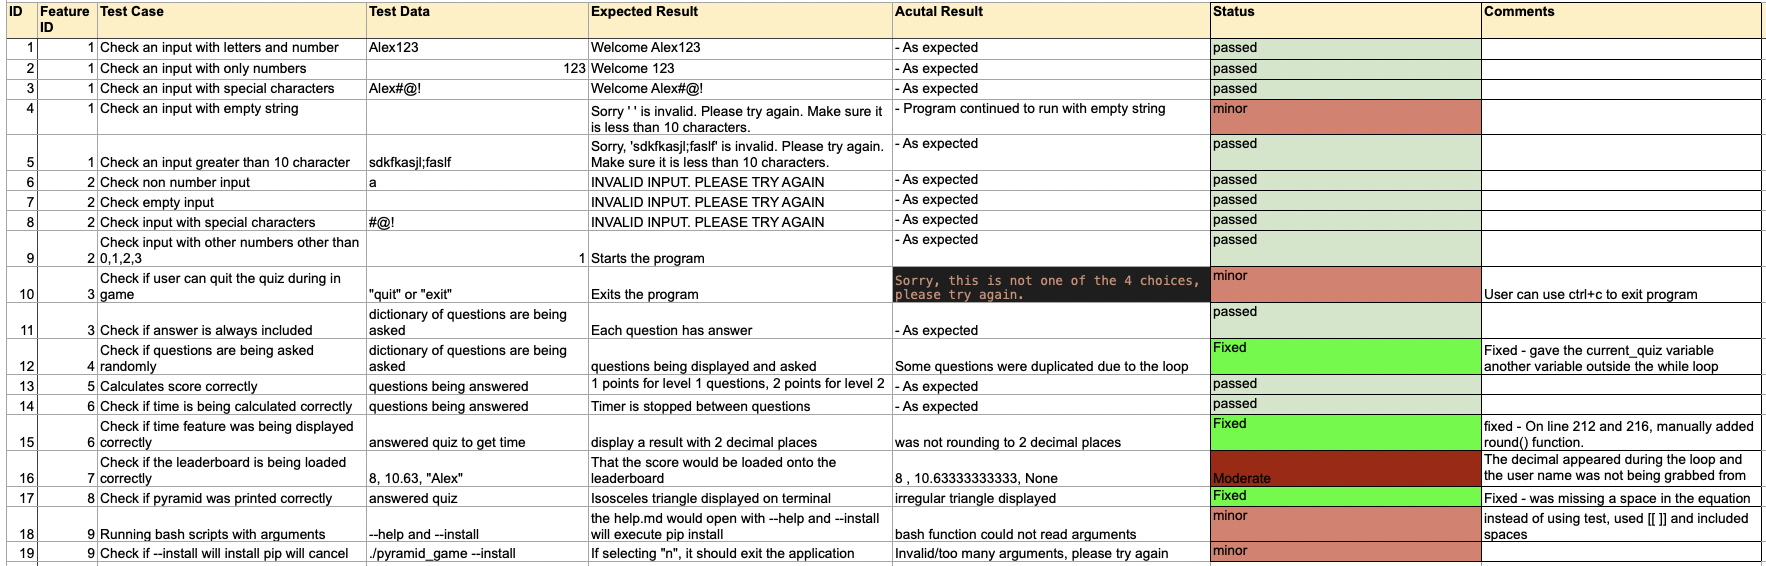 ID Feature ID Test Case Test Data Expected Result Acutal Result Status Comments
1 1 Check an input with letters and number Alex123 Welcome Alex123 - As expected passed
2 1 Check an input with only numbers 123 Welcome 123 - As expected passed
3 1 Check an input with special characters Alex#@! Welcome Alex#@! - As expected passed
4 1 Check an input with empty string Sorry ' ' is invalid. Please try again. Make sure it is less than 10 characters. - Program continued to run with empty string minor
5 1 Check an input greater than 10 character sdkfkasjl;faslf Sorry, 'sdkfkasjl;faslf' is invalid. Please try again. Make sure it is less than 10 characters. - As expected passed
6 2 Check non number input a INVALID INPUT. PLEASE TRY AGAIN - As expected passed
7 2 Check empty input INVALID INPUT. PLEASE TRY AGAIN - As expected passed
8 2 Check input with special characters #@! INVALID INPUT. PLEASE TRY AGAIN - As expected passed
9 2 Check input with other numbers other than 0,1,2,3 1 Starts the program - As expected passed
10 3 Check if user can quit the quiz during in game "quit" or "exit" Exits the program Sorry, this is not one of the 4 choices, please try again. minor User can use ctrl+c to exit program
11 3 Check if answer is always included dictionary of questions are being asked Each question has answer - As expected passed
12 4 Check if questions are being asked randomly dictionary of questions are being asked questions being displayed and asked Some questions were duplicated due to the loop Fixed Fixed - gave the current_quiz variable another variable outside the while loop
13 5 Calculates score correctly questions being answered 1 points for level 1 questions, 2 points for level 2 - As expected passed
14 6 Check if time is being calculated correctly questions being answered Timer is stopped between questions - As expected passed
15 6 Check if time feature was being displayed correctly answered quiz to get time display a result with 2 decimal places was not rounding to 2 decimal places Fixed fixed - On line 212 and 216, manually added round() function.
16 7 Check if the leaderboard is being loaded correctly 8, 10.63, "Alex" That the score would be loaded onto the leaderboard 8 , 10.63333333333, None Moderate The decimal appeared during the loop and the user name was not being grabbed from
17 8 Check if pyramid was printed correctly answered quiz Isosceles triangle displayed on terminal irregular triangle displayed Fixed Fixed - was missing a space in the equation
18 9 Running bash scripts with arguments --help and --install the help.md would open with --help and --install will execute pip install bash function could not read arguments minor instead of using test, used [[ ]] and included spaces
19 9 Check if --install will install pip will cancel ./pyramid_game --install If selecting "n", it should exit the application Invalid/too many arguments, please try again minor